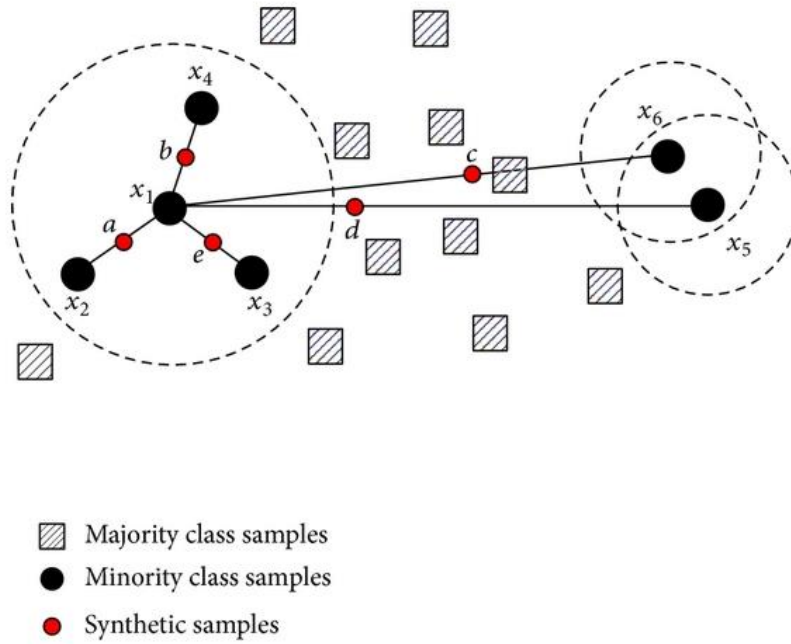 x₄
x₆
b
c
x₁
a
d
e
x₅
x₂
x₃
Majority class samples
Minority class samples
Synthetic samples